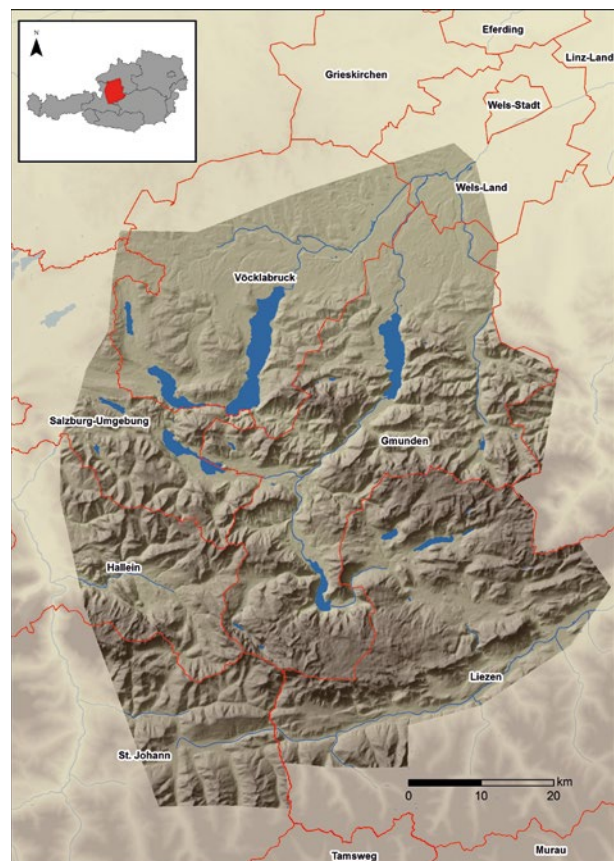 N
Eferding
Linz-Land
Grieskirchen
Wels-Stadt
Wels-Land
Vöcklabruck
Salzburg-Umgebung
Gmunden
Hallein
Liezen
St. Johann
km
0 10 20
Tamsweg
Murau